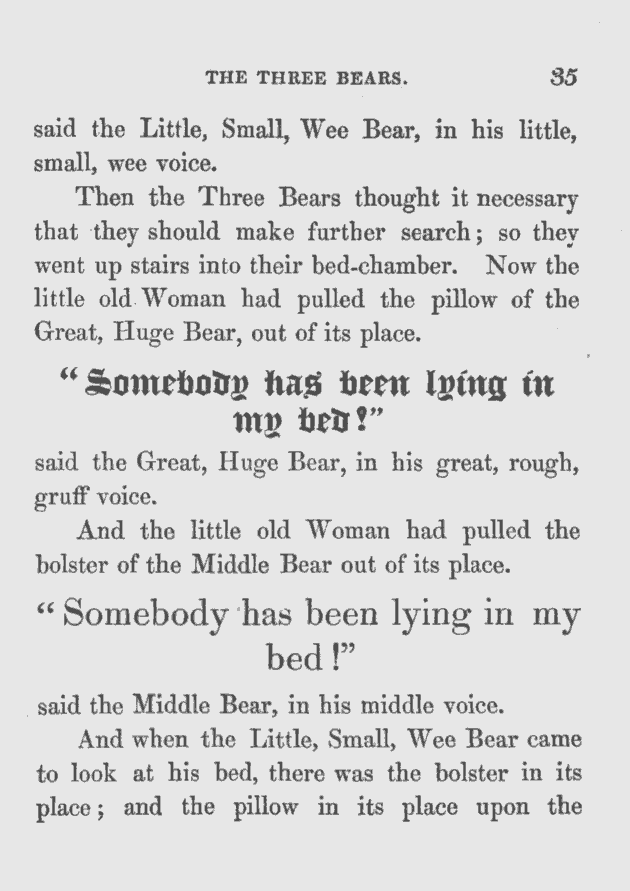 THE THREE BEARS. 35
said the Little, Small, Wee Bear, in his little,
small, wee voice.
Then the Three Bears thought it necessary
that they should make further search; so they
went up stairs into their bed-chamber. Now the
little old Woman had pulled the pillow of the
Great, Huge Bear, out of its place.
“Somebody has been lying in
my bed!”
said the Great, Huge Bear, in his great, rough,
gruff voice.
And the little old Woman had pulled the
bolster of the Middle Bear out of its place.
“Somebody has been lying in my
bed!”
said the Middle Bear, in his middle voice.
And when the Little, Small, Wee Bear came
to look at his bed, there was the bolster in its
place; and the pillow in its place upon the